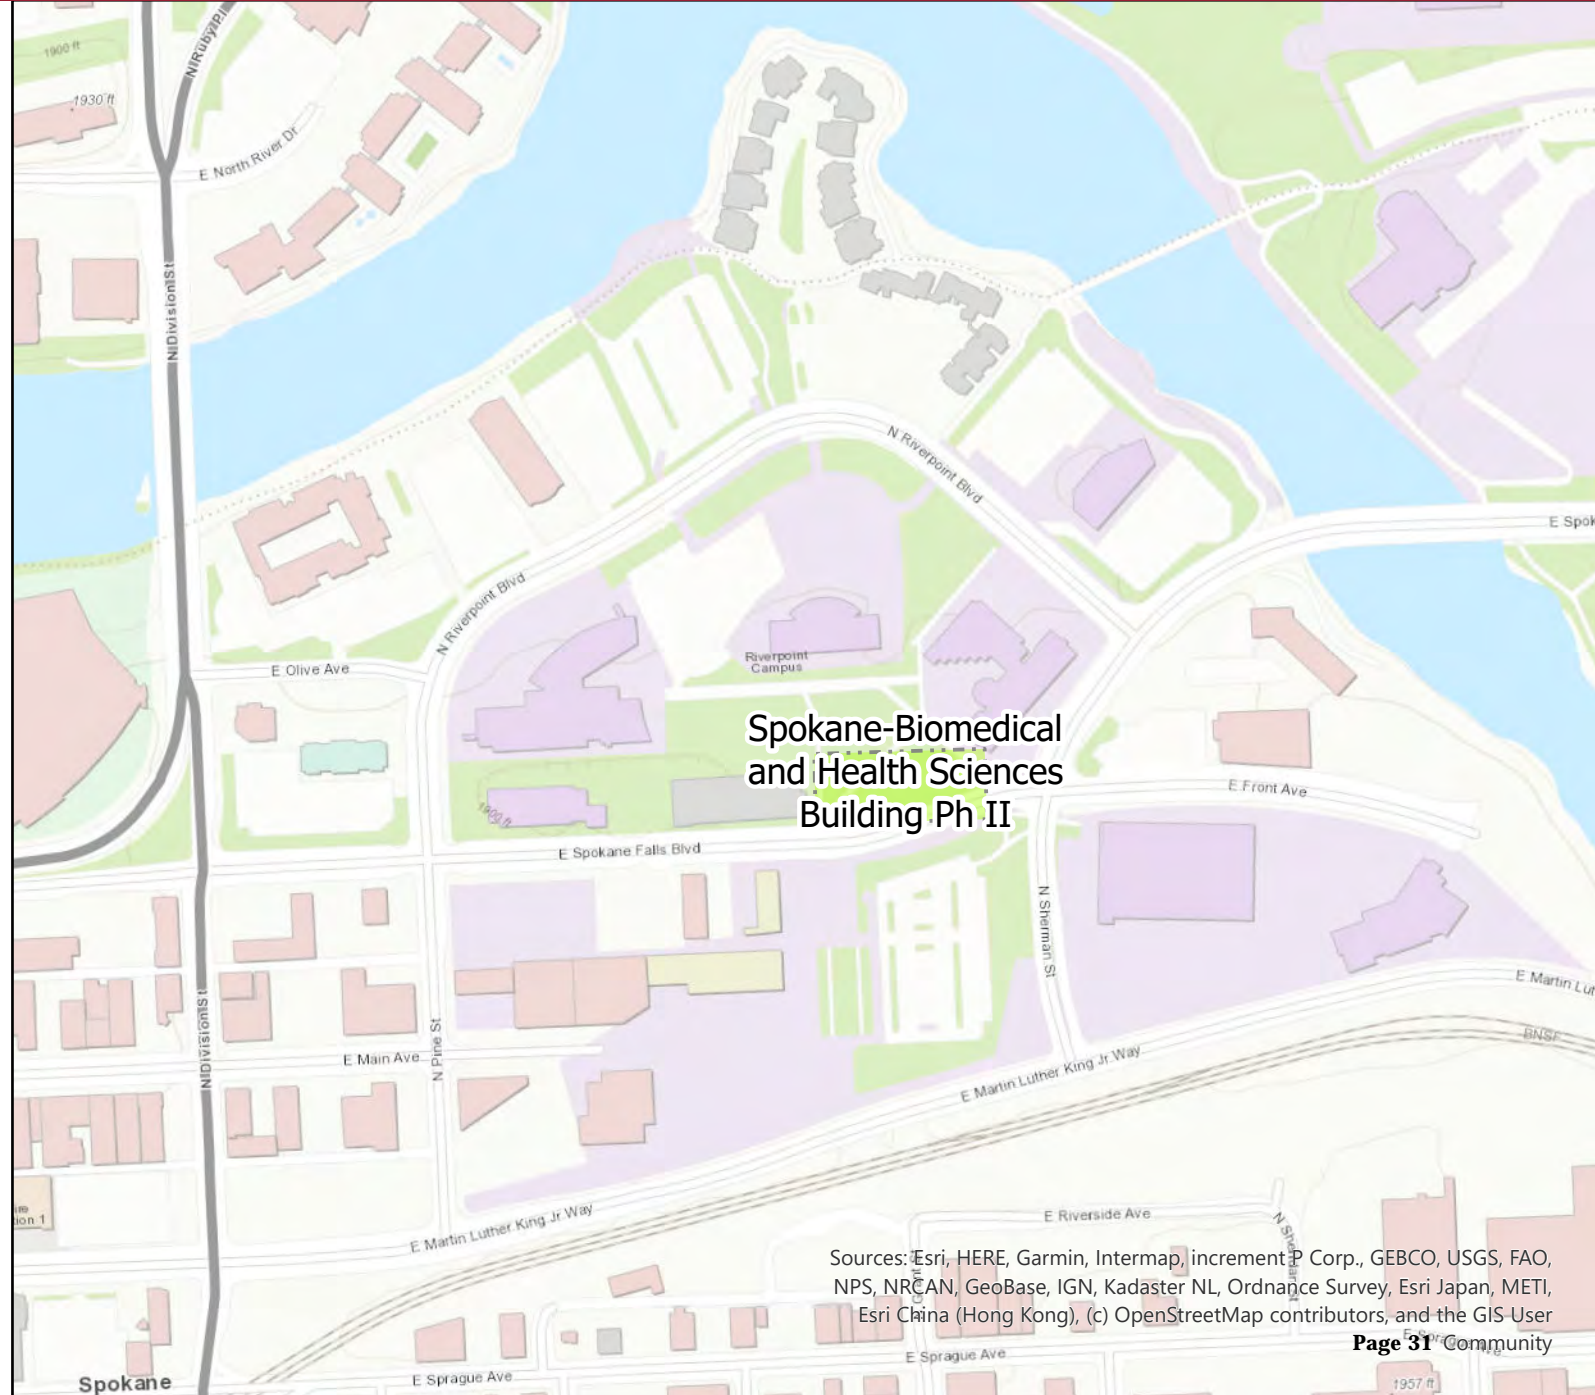 1900 ft
N Ruby Pl
1930 ft
E North River Dr
N Division St
N Riverpoint Blvd
E Spok
N Riverpoint Blvd
E Olive Ave
Riverpoint
Campus
Spokane-Biomedical
and Health Sciences
Building Ph II
E Front Ave
1900 ft
E Spokane Falls Blvd
N Sherman St
N Division St
N Pine St
E Main Ave
E Martin Lut
BNSF
E Martin Luther King Jr Way
ire
ion 1
E Martin Luther King Jr Way
E Riverside Ave
Sources: Esri, HERE, Garmin, Intermap, increment P Corp., GEBCO, USGS, FAO,
NPS, NRCAN, GeoBase, IGN, Kadaster NL, Ordnance Survey, Esri Japan, METI,
Esri China (Hong Kong), (c) OpenStreetMap contributors, and the GIS User
Page 31 Community
E Sprague Ave
E Sprague Ave
Spokane
1957 ft